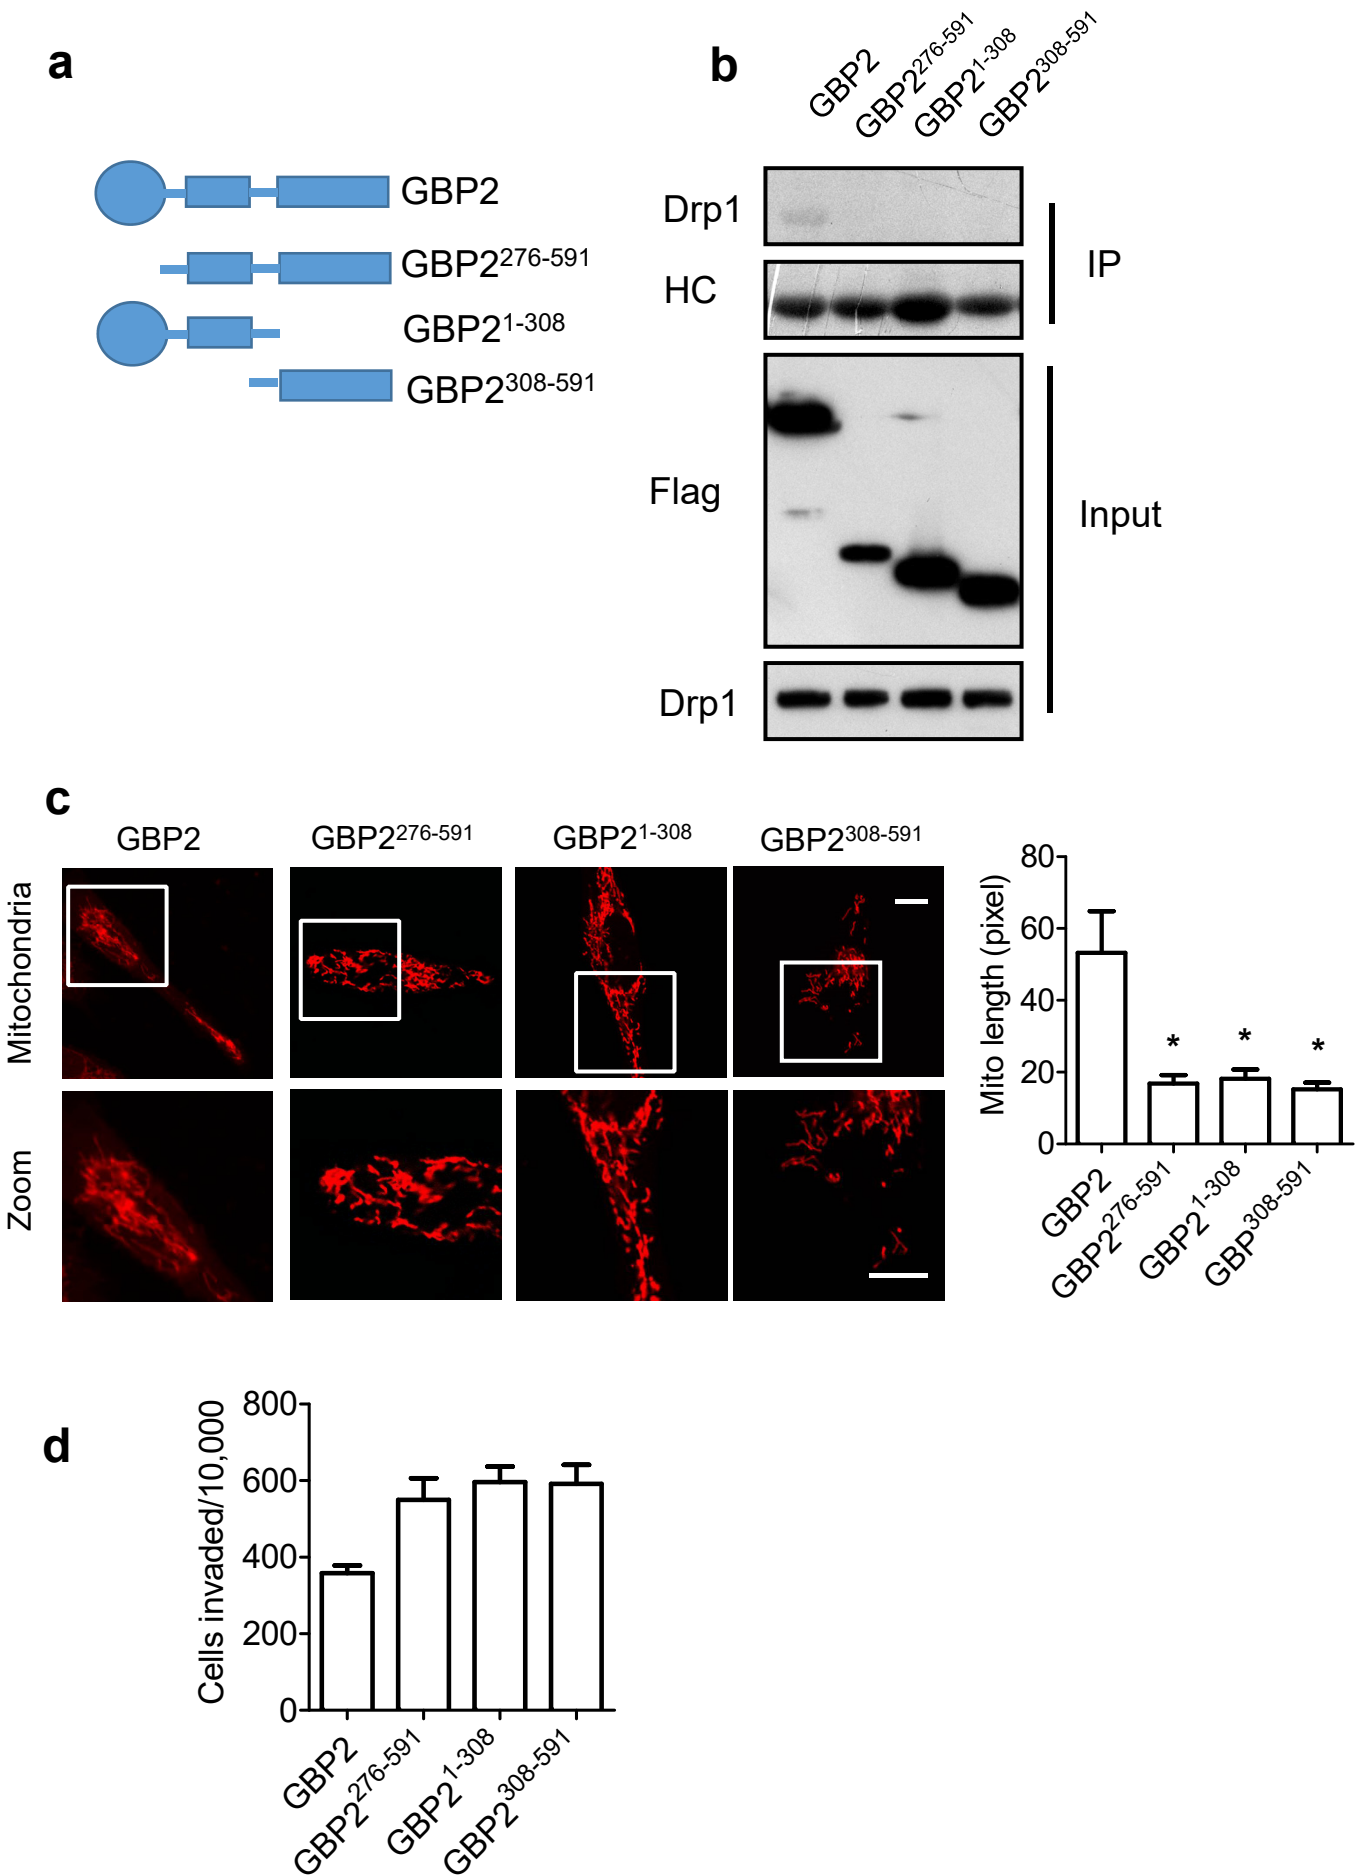 a
GBP2
GBP2276-591
GBP21-308
GBP2308-591
b
GBP2
GBP2276-591
GBP21-308
GBP2308-591
Drp1
HC
IP
Flag
Input
Drp1
c
GBP2
GBP2276-591
GBP21-308
GBP2308-591
Mitochondria
Zoom
Mito length (pixel)
80
60
40
20
0
*
*
*
GBP2
GBP2276-591
GBP21-308
GBP308-591
d
Cells invaded/10,000
800
600
400
200
0
GBP2
GBP2276-591
GBP21-308
GBP2308-591